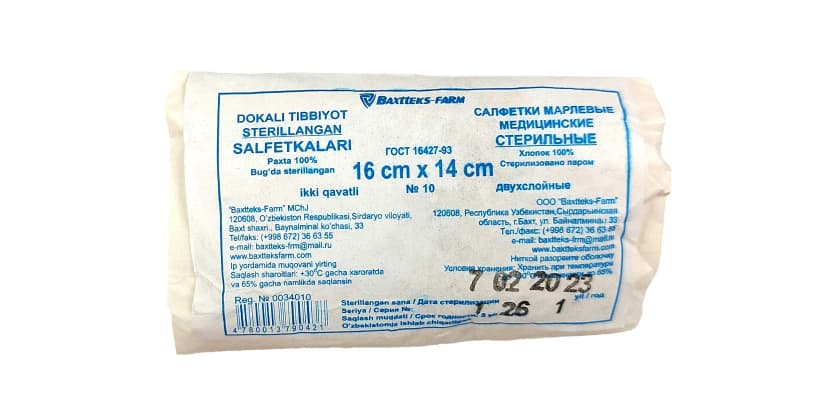 BAXTTEKS-FARM
DOKALI TIBBIYOT
STERILLANGAN
SALFETKALARI
Paxta 100%
Bug'da sterillangan
ikki qavatli
ГОСТ 16427-93
16 cm x 14 cm
№ 10
САЛФЕТКИ МАРЛЕВЫЕ
МЕДИЦИНСКИЕ
СТЕРИЛЬНЫЕ
Хлопок 100%
Стерилизовано паром
двухслойные
"Baxtteks-Farm" MChJ
120608, O'zbekiston Respublikasi,Sirdaryo viloyati,
Baxt shaxri., Baynalminal ko'chasi, 33
Tel/faks: (+998 672) 36 63 55
e-mail: baxtteks-frm@mail.ru
www.baxtteksfarm.com
Ip yordamida muqovani yirting
Saqlash sharoitlari: +30°C gacha xaroratda
va 65% gacha namlikda saqlansin
Reg. № 0034010
4780013790421
ООО "Baxtteks-Farm"
120608, Республика Узбекистан,Сырдарьинская
область, г.Бахт, ул. Байналминал, 33
Тел./факс: (+998 672) 36 63 55
e-mail: baxtteks-frm@mail.ru
www.baxtteksfarm.com
Ниткой разорвите оболочку
Условия хранения: Хранить при температуре
65%
Sterillangan sana / Дата стерилизации
7 02 2023
yil / год
Seriya / Серия №:
1. 26 1
Saqlash muddati / Срок годности: 5
O'zbekistonda ishlab